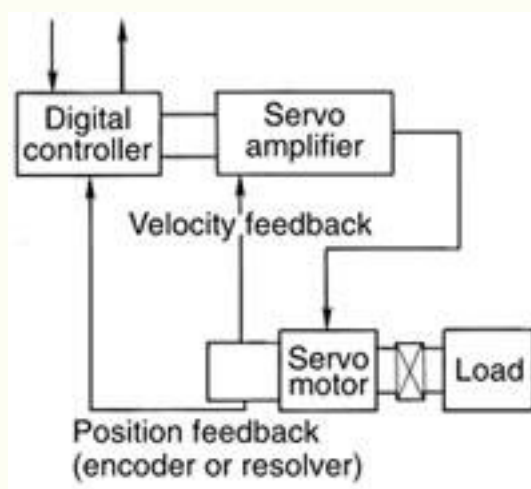 Digital
controller
Servo
amplifier
Velocity feedback
Servo
motor
Load
Position feedback
(encoder or resolver)